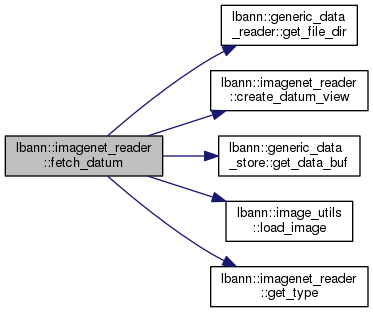 lbann::generic_data
_reader::get_file_dir
lbann::imagenet_reader
::create_datum_view
lbann::imagenet_reader
::fetch_datum
lbann::generic_data
_store::get_data_buf
lbann::image_utils
::load_image
lbann::imagenet_reader
::get_type